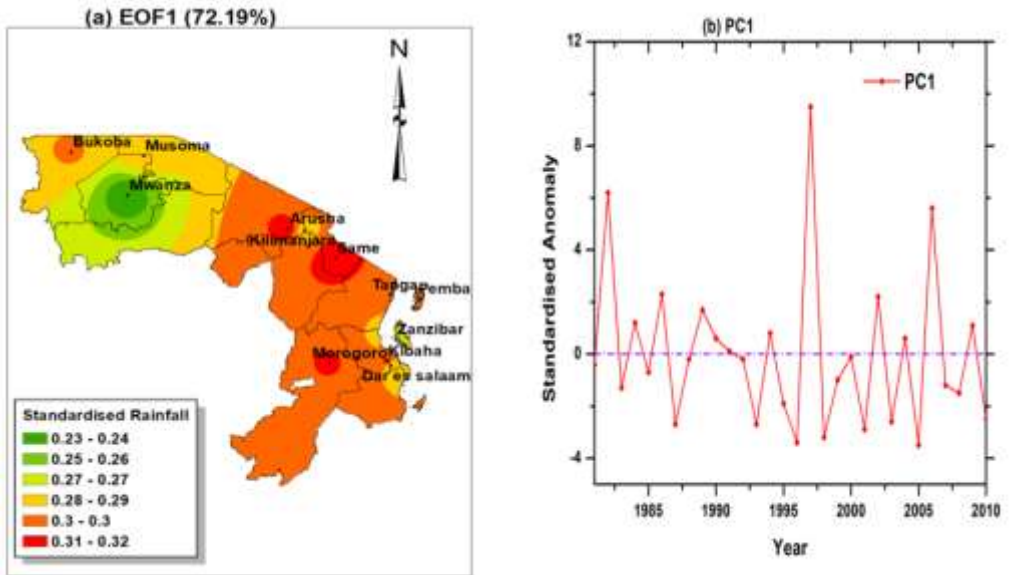 (a) EOF1 (72.19%)
N
Bukoba
Musoma
Mwanza
Arusha
Kilimanjaro
Same
Tanga
Pemba
Zanzibar
Morogoro
Kibaha
Dar es salaam
Standardised Rainfall
0.23 - 0.24
0.25 - 0.26
0.27 - 0.27
0.28 - 0.29
0.3 - 0.3
0.31 - 0.32
(b) PC1
PC1
Standardised Anomaly
12
8
4
0
-4
1985 1990 1995 2000 2005 2010
Year